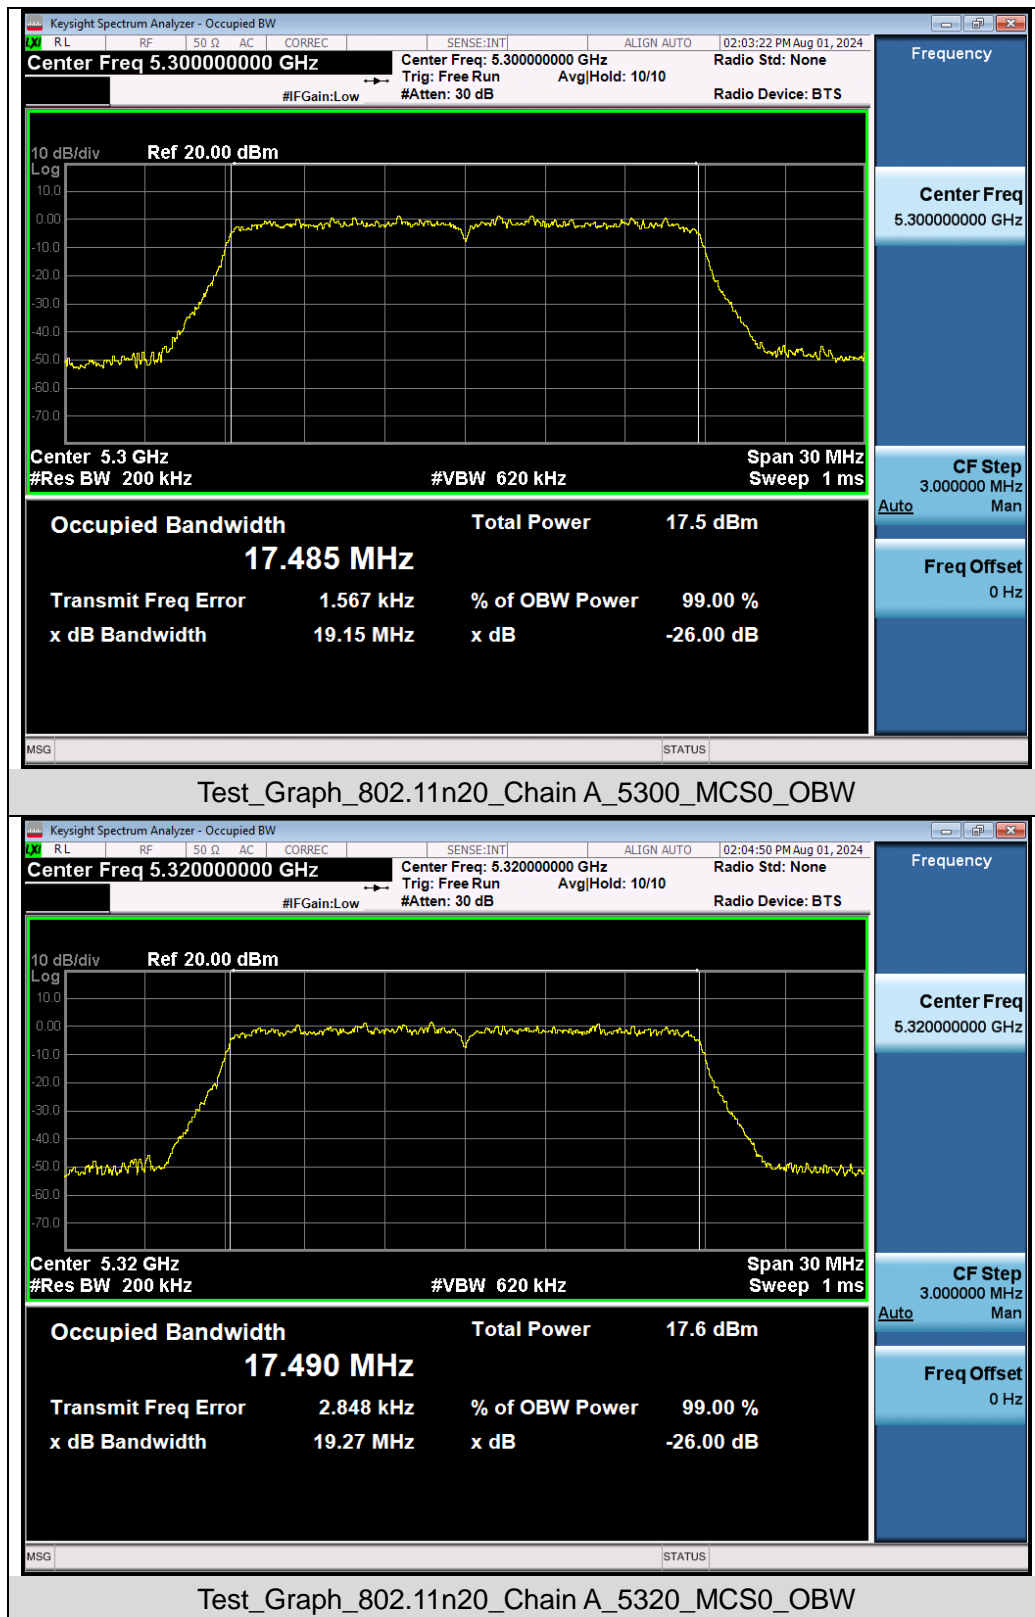 Keysight Spectrum Analyzer - Occupied BW
LXI RL RF 50 Ω AC CORREC SENSE:INT ALIGN AUTO 02:03:22 PM Aug 01, 2024
Center Freq 5.300000000 GHz
Center Freq: 5.300000000 GHz
Radio Std: None
Trig: Free Run Avg|Hold: 10/10
#IFGain:Low
#Atten: 30 dB
Radio Device: BTS
Frequency
10 dB/div Ref 20.00 dBm
Log
10.0
0.00
-10.0
-20.0
-30.0
-40.0
-50.0
-60.0
-70.0
Center Freq
5.300000000 GHz
Center 5.3 GHz Span 30 MHz
#Res BW 200 kHz #VBW 620 kHz Sweep 1 ms
CF Step
3.000000 MHz
Auto Man
Occupied Bandwidth Total Power 17.5 dBm
17.485 MHz
Transmit Freq Error 1.567 kHz % of OBW Power 99.00 %
x dB Bandwidth 19.15 MHz x dB -26.00 dB
Freq Offset
0 Hz
MSG STATUS
Test_Graph_802.11n20_Chain A_5300_MCS0_OBW
Keysight Spectrum Analyzer - Occupied BW
LXI RL RF 50 Ω AC CORREC SENSE:INT ALIGN AUTO 02:04:50 PM Aug 01, 2024
Center Freq 5.320000000 GHz
Center Freq: 5.320000000 GHz
Radio Std: None
Trig: Free Run Avg|Hold: 10/10
#IFGain:Low
#Atten: 30 dB
Radio Device: BTS
Frequency
10 dB/div Ref 20.00 dBm
Log
10.0
0.00
-10.0
-20.0
-30.0
-40.0
-50.0
-60.0
-70.0
Center Freq
5.320000000 GHz
Center 5.32 GHz Span 30 MHz
#Res BW 200 kHz #VBW 620 kHz Sweep 1 ms
CF Step
3.000000 MHz
Auto Man
Occupied Bandwidth Total Power 17.6 dBm
17.490 MHz
Transmit Freq Error 2.848 kHz % of OBW Power 99.00 %
x dB Bandwidth 19.27 MHz x dB -26.00 dB
Freq Offset
0 Hz
MSG STATUS
Test_Graph_802.11n20_Chain A_5320_MCS0_OBW